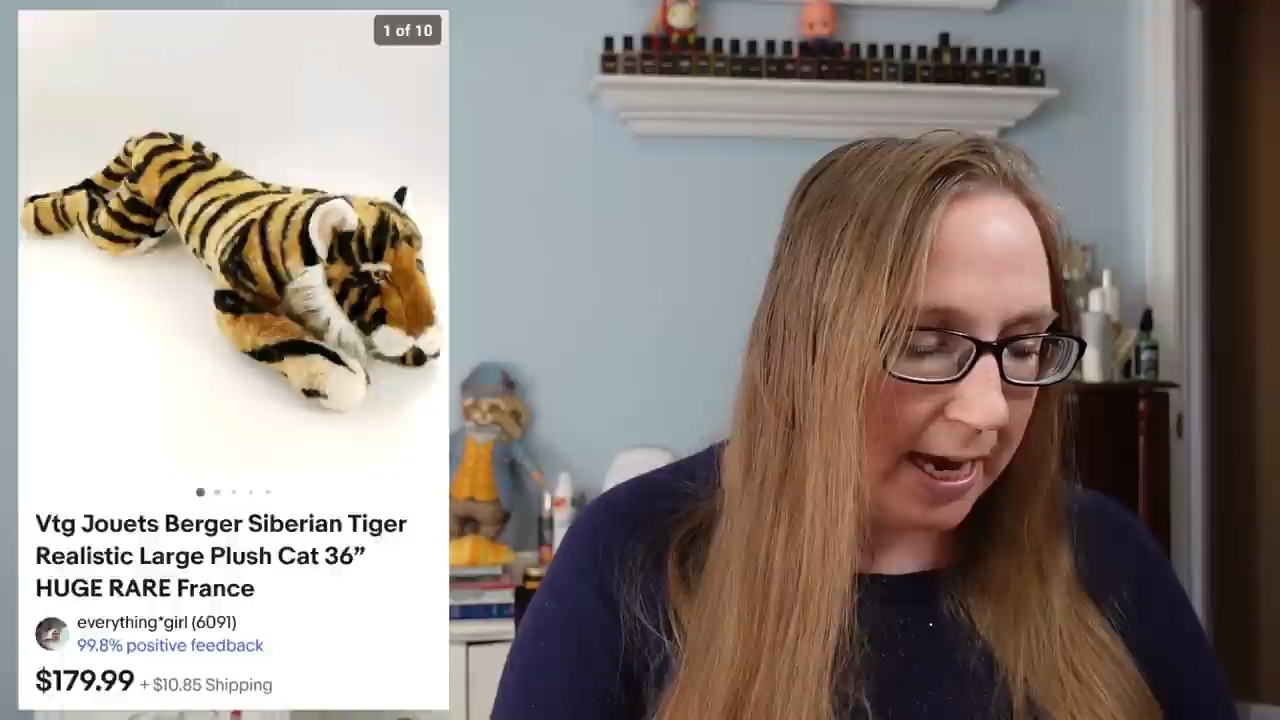 1 of 10
Vtg Jouets Berger Siberian Tiger
Realistic Large Plush Cat 36”
HUGE RARE France
everything*girl (6091)
99.8% positive feedback
$179.99 + $10.85 Shipping